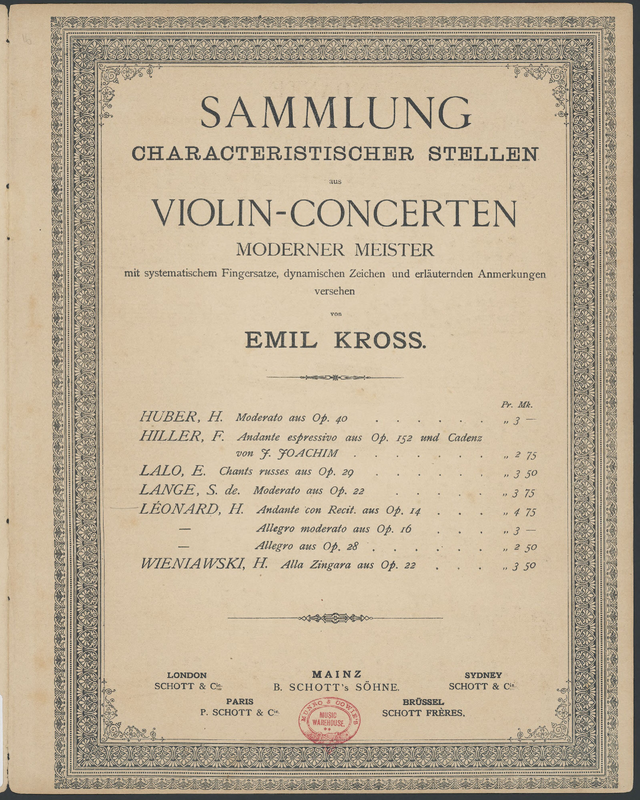 SAMMLUNG
CHARACTERISTISCHER STELLEN
aus
VIOLIN-CONCERTEN
MODERNER MEISTER
mit systematischem Fingersatze, dynamischen Zeichen und erläuternden Anmerkungen
versehen
von
EMIL KROSS.
Pr. Mk.
HUBER, H. Moderato aus Op. 40 . . . . . . „ 3 —
HILLER, F. Andante espressivo aus Op. 152 und Cadenz
von J. JOACHIM . . . . . . . „ 2 75
LALO, E. Chants russes aus Op. 29 . . . . . . „ 3 50
LANGE, S. de. Moderato aus Op. 22 . . . . . „ 3 75
LÉONARD, H. Andante con Recit. aus Op. 14 . . . „ 4 75
— Allegro moderato aus Op. 16 . . . „ 3 —
— Allegro aus Op. 28 . . . . . . „ 2 50
WIENIAWSKI, H. Alla Zingara aus Op. 22 . . . „ 3 50
LONDON MAINZ SYDNEY
SCHOTT & Co. B. SCHOTT's SÖHNE. SCHOTT & Co.
PARIS BRÜSSEL
P. SCHOTT & Co. SCHOTT FRÈRES.
MUNRO & GOWIE'S
MUSIC
WAREHOUSE.